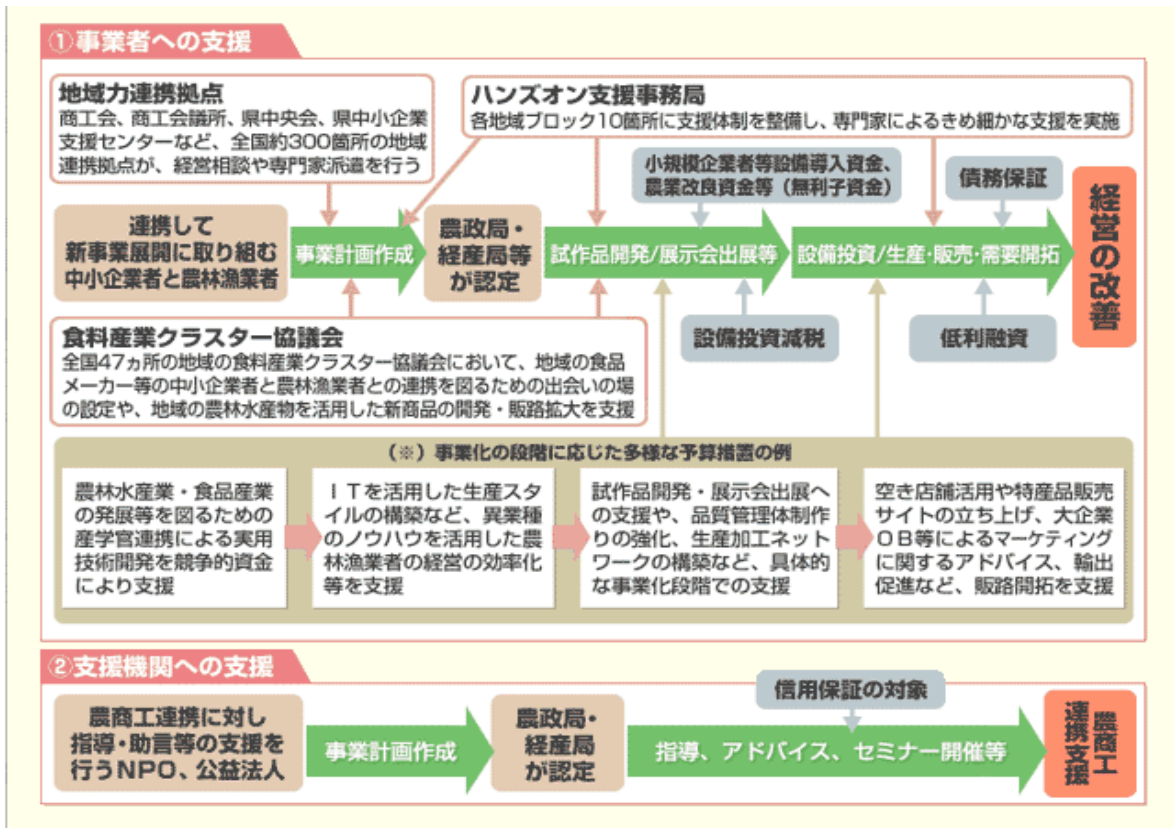 ①事業者への支援
地域力連携拠点
商工会、商工会議所、県中央会、県中小企業
支援センターなど、全国約300箇所の地域
連携拠点が、経営相談や専門家派遣を行う
ハンズオン支援事務局
各地域ブロック10箇所に支援体制を整備し、専門家によるきめ細かな支援を実施
小規模企業者等設備導入資金、
農業改良資金等（無利子資金）
債務保証
連携して
新事業展開に取り組む
中小企業者と農林漁業者
事業計画作成
農政局・
経産局等
が認定
試作品開発/展示会出展等
設備投資/生産・販売・需要開拓
経営の改善
食料産業クラスター協議会
全国47ヵ所の地域の食料産業クラスター協議会において、地域の食品
メーカー等の中小企業者と農林漁業者との連携を図るための出会いの場
の設定や、地域の農林水産物を活用した新商品の開発・販路拡大を支援
設備投資減税
低利融資
（※）事業化の段階に応じた多様な予算措置の例
農林水産業・食品産業
の発展等を図るための
産学官連携による実用
技術開発を競争的資金
により支援
ＩＴを活用した生産スタ
イルの構築など、異業種
のノウハウを活用した農
林漁業者の経営の効率化
等を支援
試作品開発・展示会出展へ
の支援や、品質管理体制作
りの強化、生産加工ネット
ワークの構築など、具体的
な事業化段階での支援
空き店舗活用や特産品販売
サイトの立ち上げ、大企業
ＯＢ等によるマーケティング
に関するアドバイス、輸出
促進など、販路開拓を支援
②支援機関への支援
農商工連携に対し
指導・助言等の支援を
行うNPO、公益法人
事業計画作成
農政局・
経産局
が認定
信用保証の対象
指導、アドバイス、セミナー開催等
農商工
連携支援